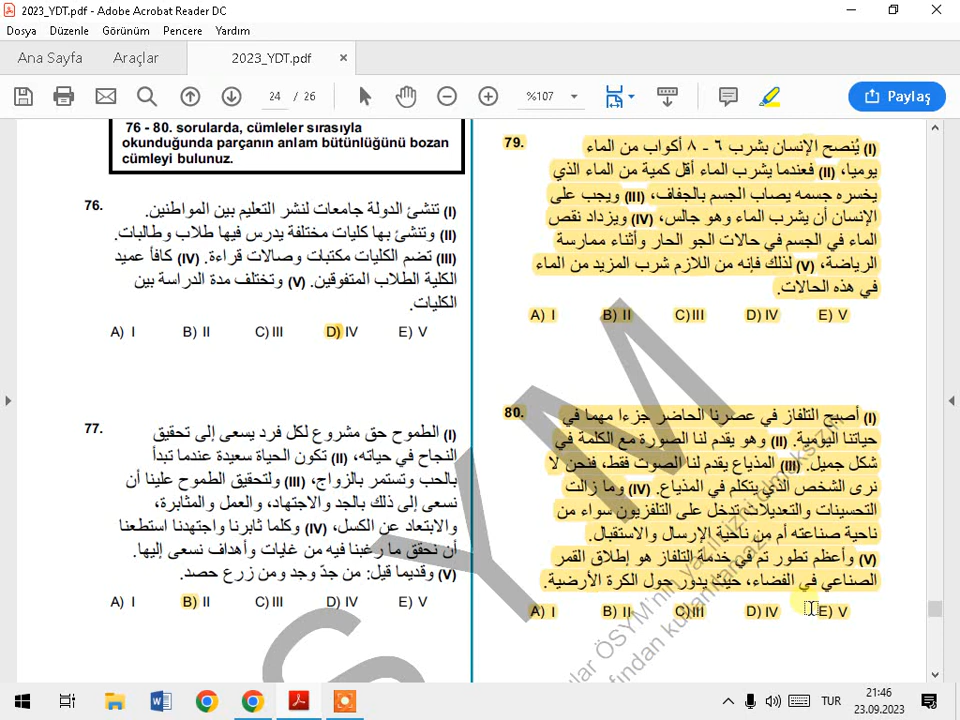 2023_YDT.pdf - Adobe Acrobat Reader DC
Dosya Düzenle Görünüm Pencere Yardım
Ana Sayfa Araçlar 2023_YDT.pdf ×
24 / 26 %107 Paylaş
76 - 80. sorularda, cümleler sırasıyla
okunduğunda parçanın anlam bütünlüğünü bozan
cümleyi bulunuz.
76.
(I) تنشئ الدولة جامعات لنشر التعليم بين المواطنين.
(II) وتنشئ بها كليات مختلفة يدرس فيها طلاب وطالبات.
(III) تضم الكليات مكتبات وصالات قراءة. (IV) كافأ عميد
الكلية الطلاب المتفوقين. (V) وتختلف مدة الدراسة بين
الكليات.
A) I B) II C) III D) IV E) V
77.
(I) الطموح حق مشروع لكل فرد يسعى إلى تحقيق
النجاح في حياته، (II) تكون الحياة سعيدة عندما تبدأ
بالحب وتستمر بالزواج، (III) ولتحقيق الطموح علينا أن
نسعى إلى ذلك بالجد والاجتهاد، والعمل والمثابرة،
والابتعاد عن الكسل، (IV) وكلما ثابرنا واجتهدنا استطعنا
أن نحقق ما رغبنا فيه من غايات وأهداف نسعى إليها.
(V) وقديما قيل: من جدّ وجد ومن زرع حصد.
A) I B) II C) III D) IV E) V
79.
(I) يُنصح الإنسان بشرب ٦ - ٨ أكواب من الماء
يوميا، (II) فعندما يشرب الماء أقل كمية من الماء الذي
يخسره جسمه يصاب الجسم بالجفاف، (III) ويجب على
الإنسان أن يشرب الماء وهو جالس، (IV) ويزداد نقص
الماء في الجسم في حالات الجو الحار وأثناء ممارسة
الرياضة، (V) لذلك فإنه من اللازم شرب المزيد من الماء
في هذه الحالات.
A) I B) II C) III D) IV E) V
80.
(I) أصبح التلفاز في عصرنا الحاضر جزءا مهما في
حياتنا اليومية. (II) وهو يقدم لنا الصورة مع الكلمة في
شكل جميل. (III) المذياع يقدم لنا الصوت فقط، فنحن لا
نرى الشخص الذي يتكلم في المذياع. (IV) وما زالت
التحسينات والتعديلات تدخل على التلفزيون سواء من
ناحية صناعته أم من ناحية الإرسال والاستقبال.
(V) وأعظم تطور تم في خدمة التلفاز هو إطلاق القمر
الصناعي في الفضاء، حيث يدور حول الكرة الأرضية.
A) I B) II C) III D) IV E) V
SYM
ÖSYM'nin yazılı izni olmaksızın
TUR 21:46
23.09.2023